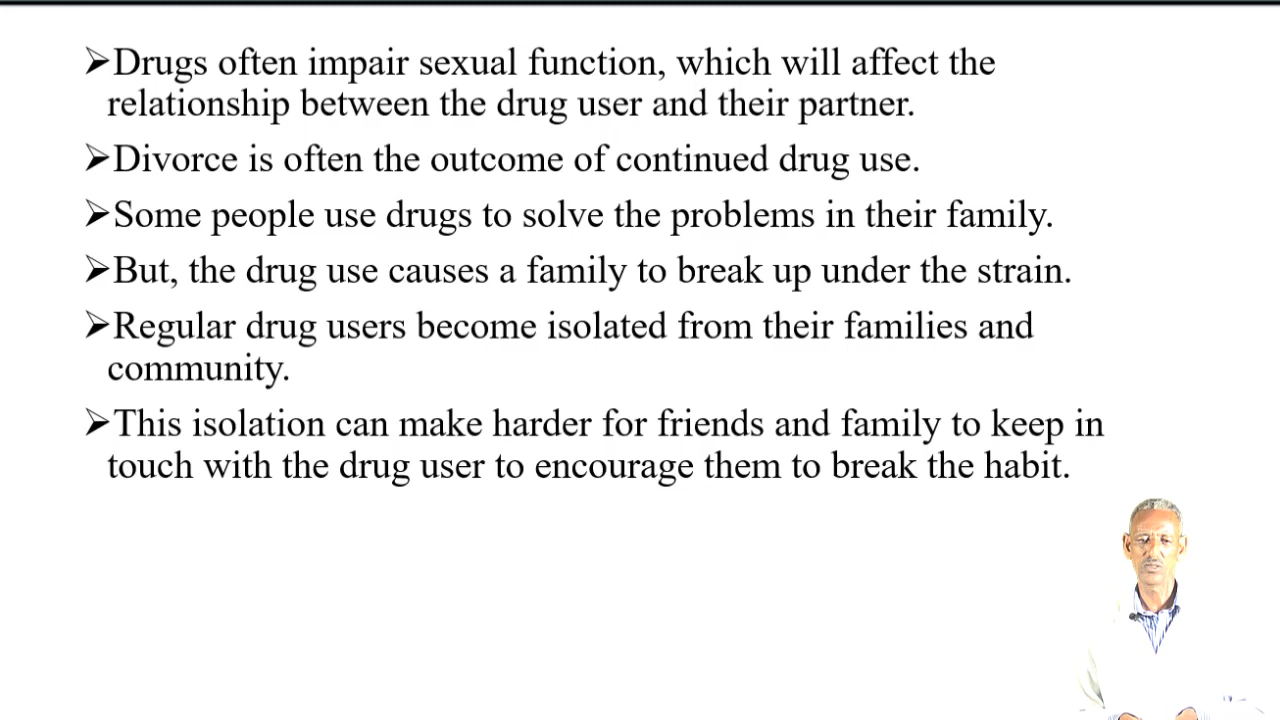 ➢Drugs often impair sexual function, which will affect the
relationship between the drug user and their partner.
➢Divorce is often the outcome of continued drug use.
➢Some people use drugs to solve the problems in their family.
➢But, the drug use causes a family to break up under the strain.
➢Regular drug users become isolated from their families and
community.
➢This isolation can make harder for friends and family to keep in
touch with the drug user to encourage them to break the habit.